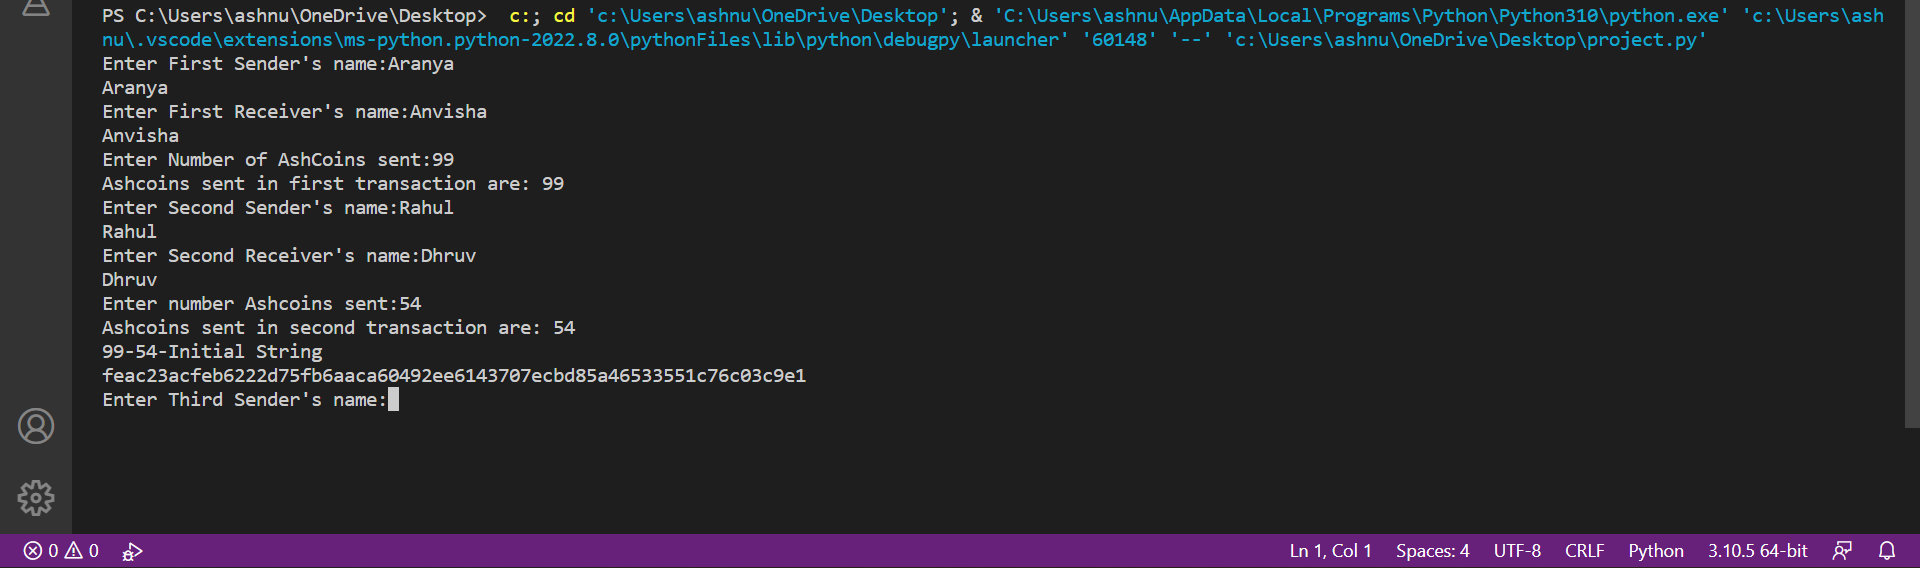 PS C:\Users\ashnu\OneDrive\Desktop>  c:; cd 'c:\Users\ashnu\OneDrive\Desktop'; & 'C:\Users\ashnu\AppData\Local\Programs\Python\Python310\python.exe' 'c:\Users\ash
nu\.vscode\extensions\ms-python.python-2022.8.0\pythonFiles\lib\python\debugpy\launcher' '60148' '--' 'c:\Users\ashnu\OneDrive\Desktop\project.py'
Enter First Sender's name:Aranya
Aranya
Enter First Receiver's name:Anvisha
Anvisha
Enter Number of AshCoins sent:99
Ashcoins sent in first transaction are: 99
Enter Second Sender's name:Rahul
Rahul
Enter Second Receiver's name:Dhruv
Dhruv
Enter number Ashcoins sent:54
Ashcoins sent in second transaction are: 54
99-54-Initial String
feac23acfeb6222d75fb6aaca60492ee6143707ecbd85a46533551c76c03c9e1
Enter Third Sender's name:
0 0 Ln 1, Col 1 Spaces: 4 UTF-8 CRLF Python 3.10.5 64-bit